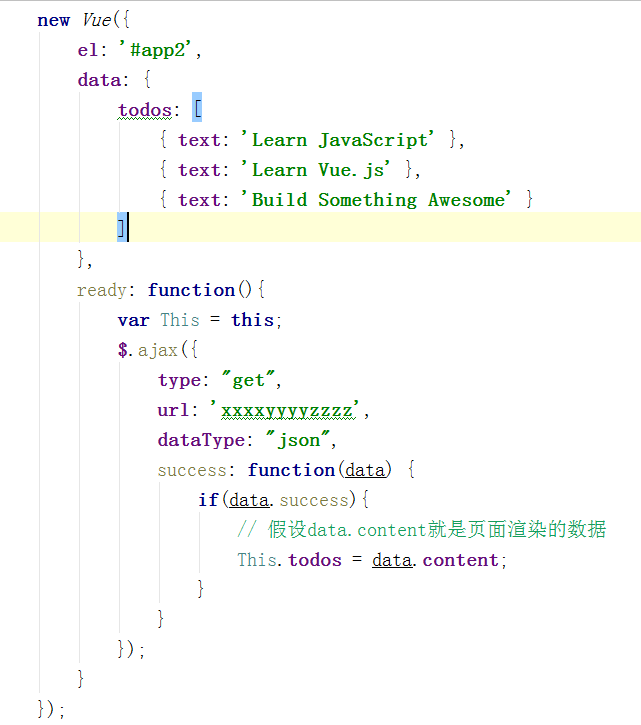 new Vue({
    el: '#app2',
    data: {
        todos: [
            { text: 'Learn JavaScript' },
            { text: 'Learn Vue.js' },
            { text: 'Build Something Awesome' }
        ]
    },
    ready: function(){
        var This = this;
        $.ajax({
            type: "get",
            url: 'xxxxyyyyzzzz',
            dataType: "json",
            success: function(data) {
                if(data.success){
                    // 假设data.content就是页面渲染的数据
                    This.todos = data.content;
                }
            }
        });
    }
});